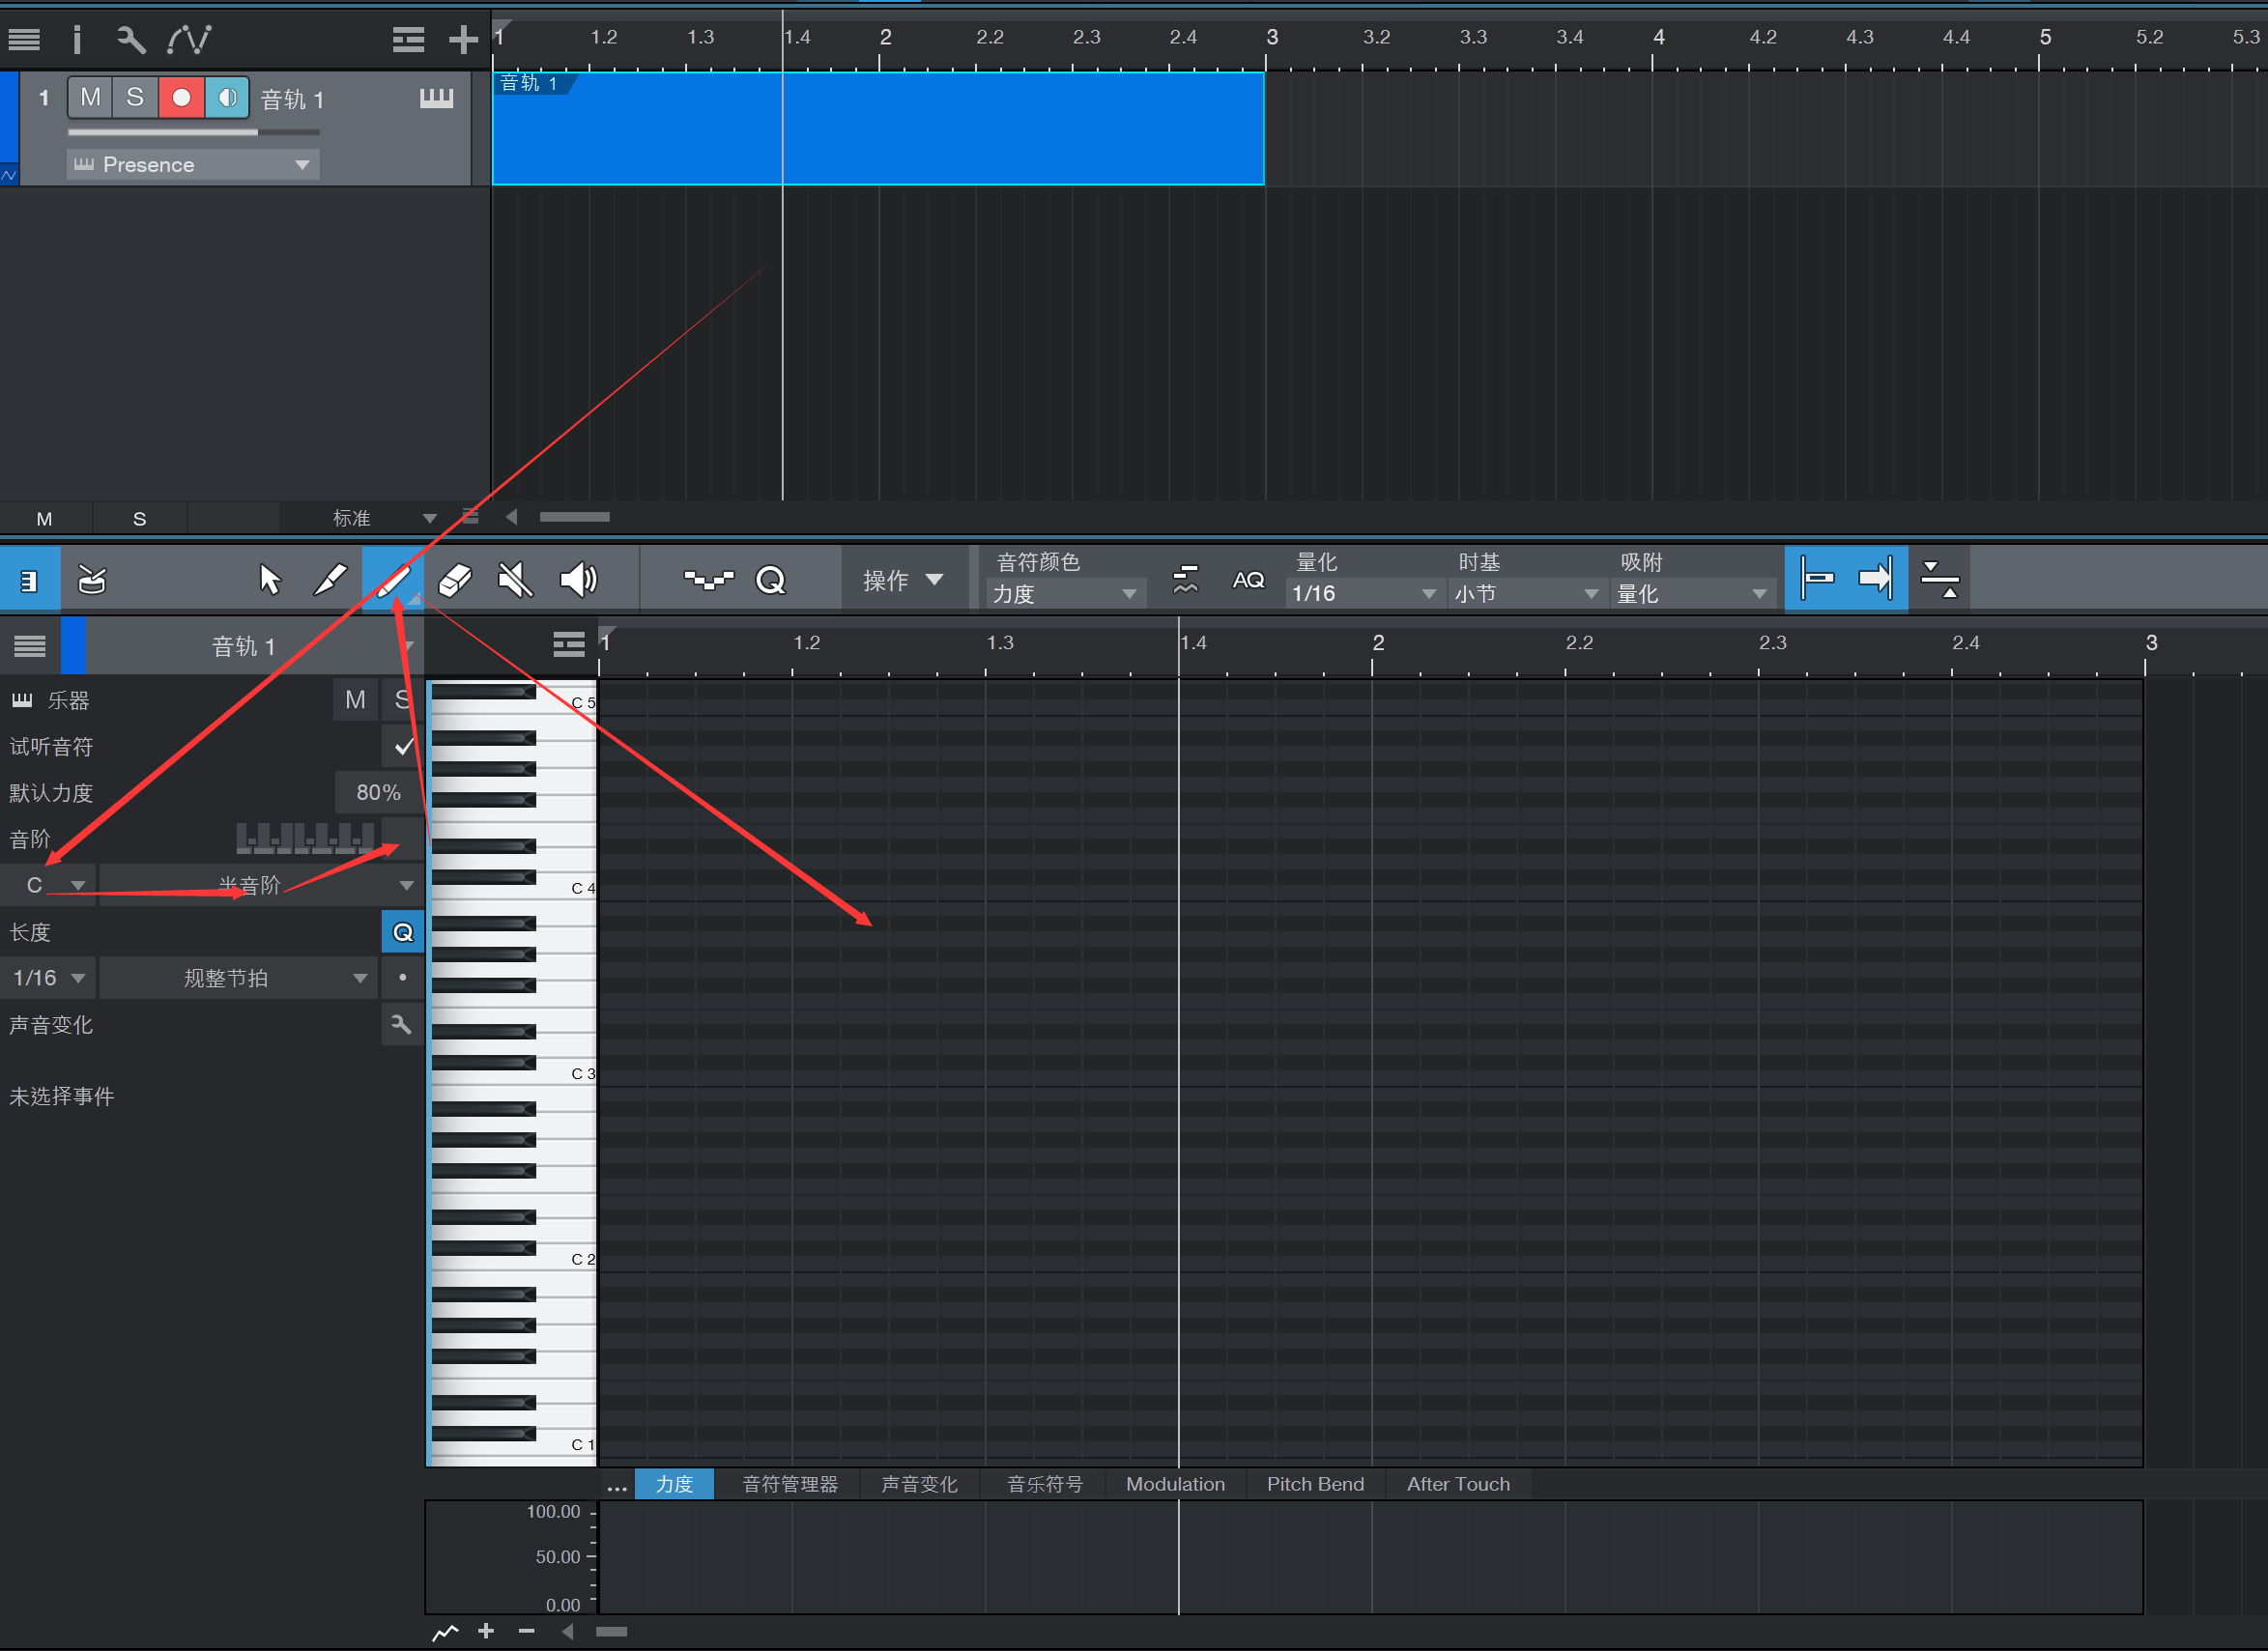 1 1.2 1.3 1.4 2 2.2 2.3 2.4 3 3.2 3.3 3.4 4 4.2 4.3 4.4 5 5.2 5.3
1 M S 音轨 1
音轨 1
Presence
M S 标准
操作
音符颜色
力度
AQ
量化
1/16
时基
小节
吸附
量化
音轨 1
1 1.2 1.3 1.4 2 2.2 2.3 2.4 3
乐器 M S
试听音符
默认力度 80%
音阶
C 半音阶
长度 Q
1/16 规整节拍
声音变化
未选择事件
C 5
C 4
C 3
C 2
C 1
... 力度 音符管理器 声音变化 音乐符号 Modulation Pitch Bend After Touch
100.00
50.00
0.00